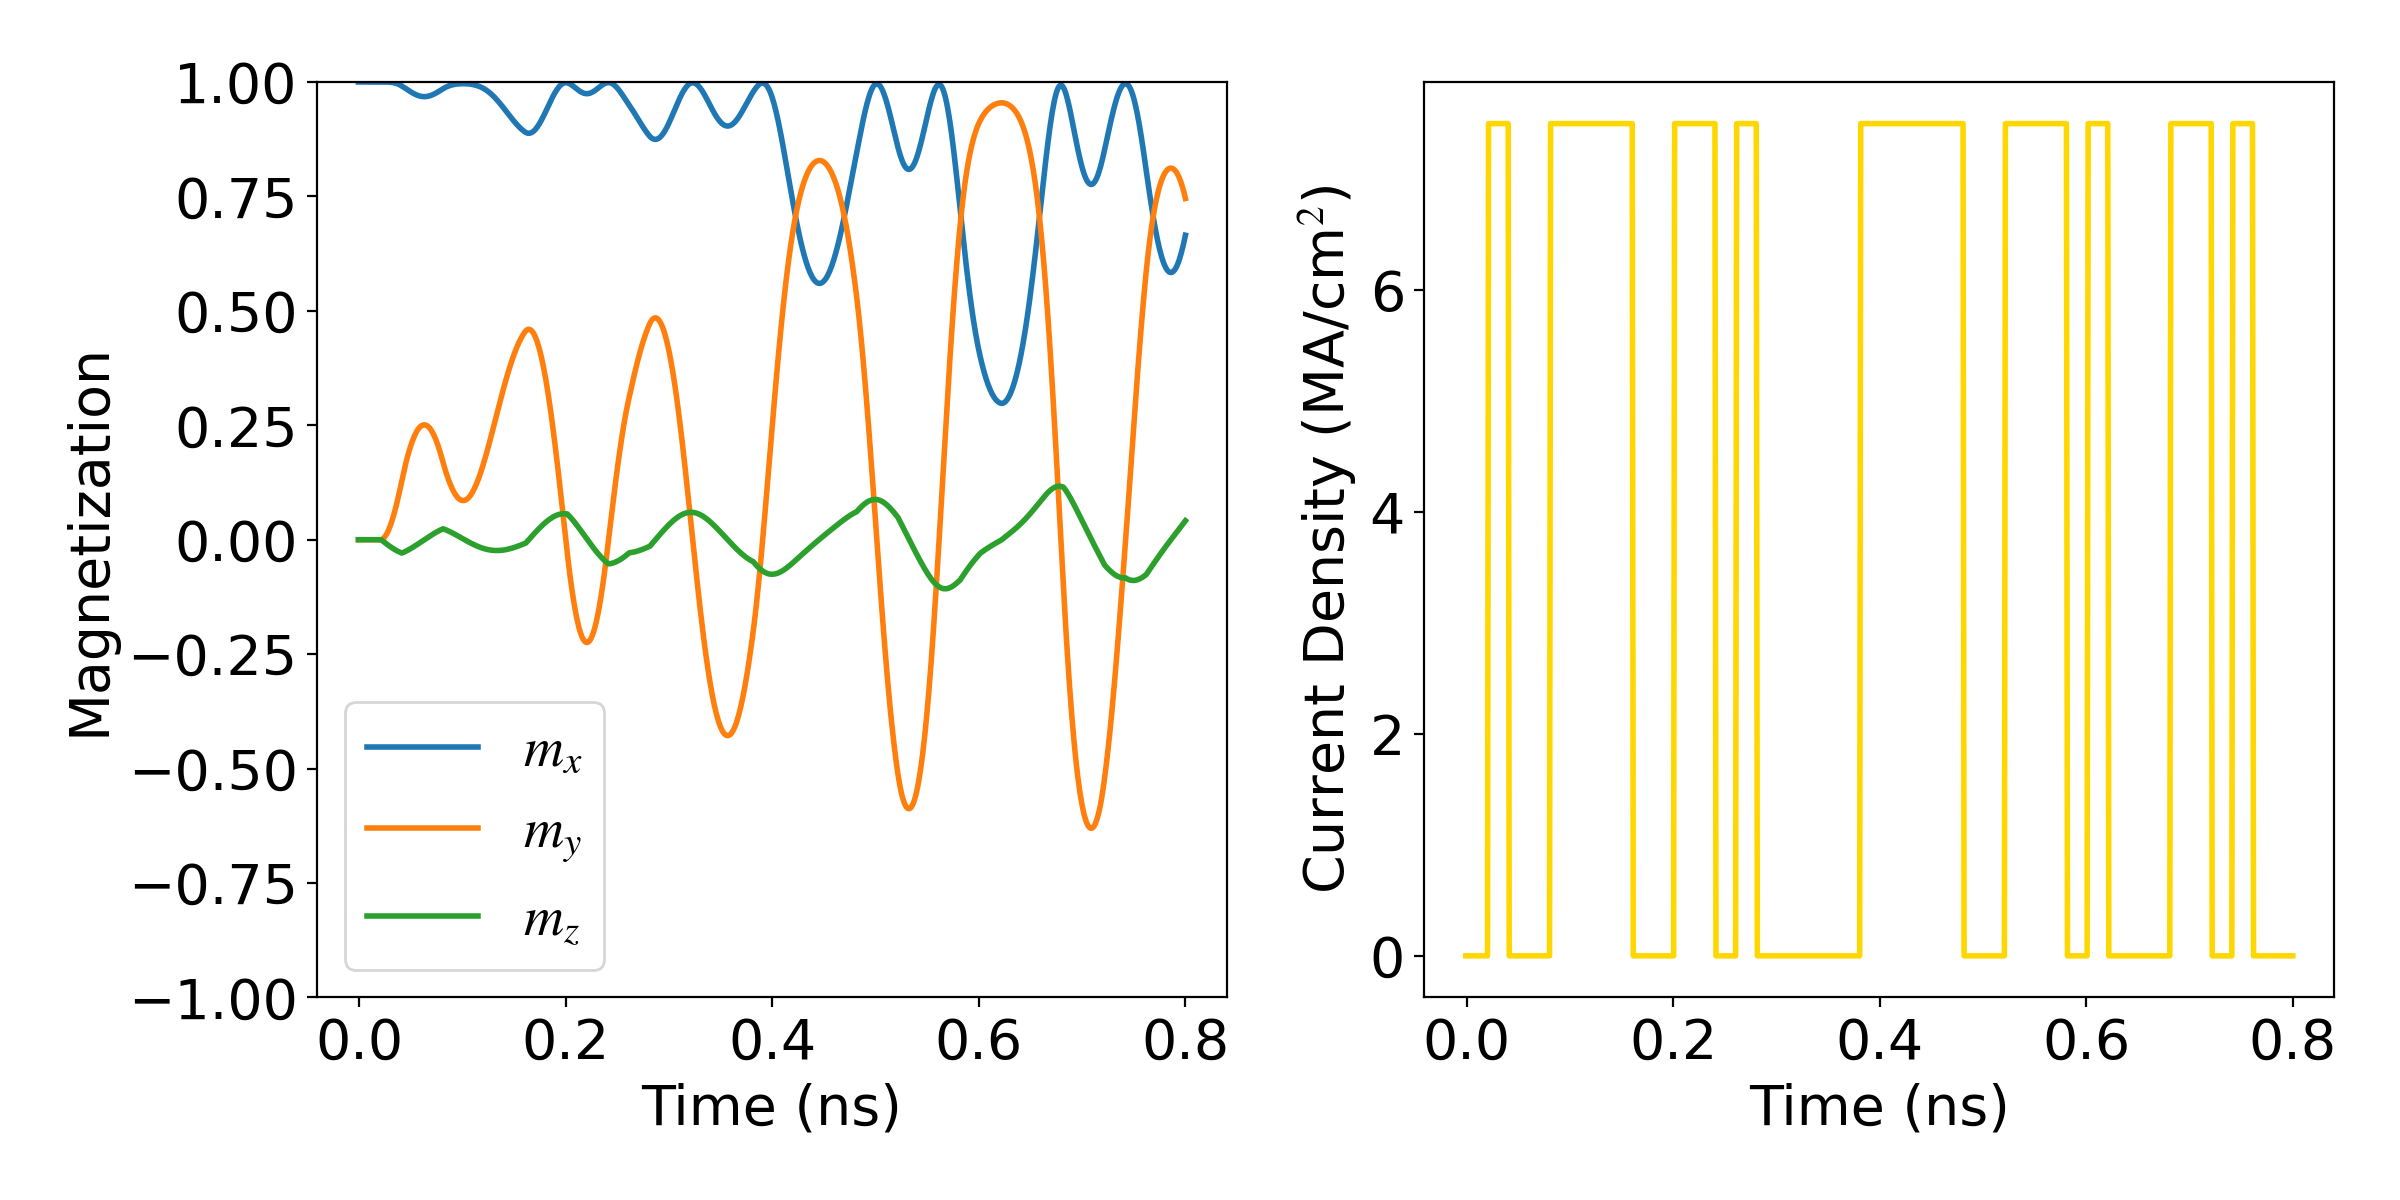 1.00
0.75
0.50
0.25
0.00
−0.25
−0.50
−0.75
−1.00
Magnetization
m_x
m_y
m_z
0.0 0.2 0.4 0.6 0.8
Time (ns)
6
4
2
0
Current Density (MA/cm²)
0.0 0.2 0.4 0.6 0.8
Time (ns)